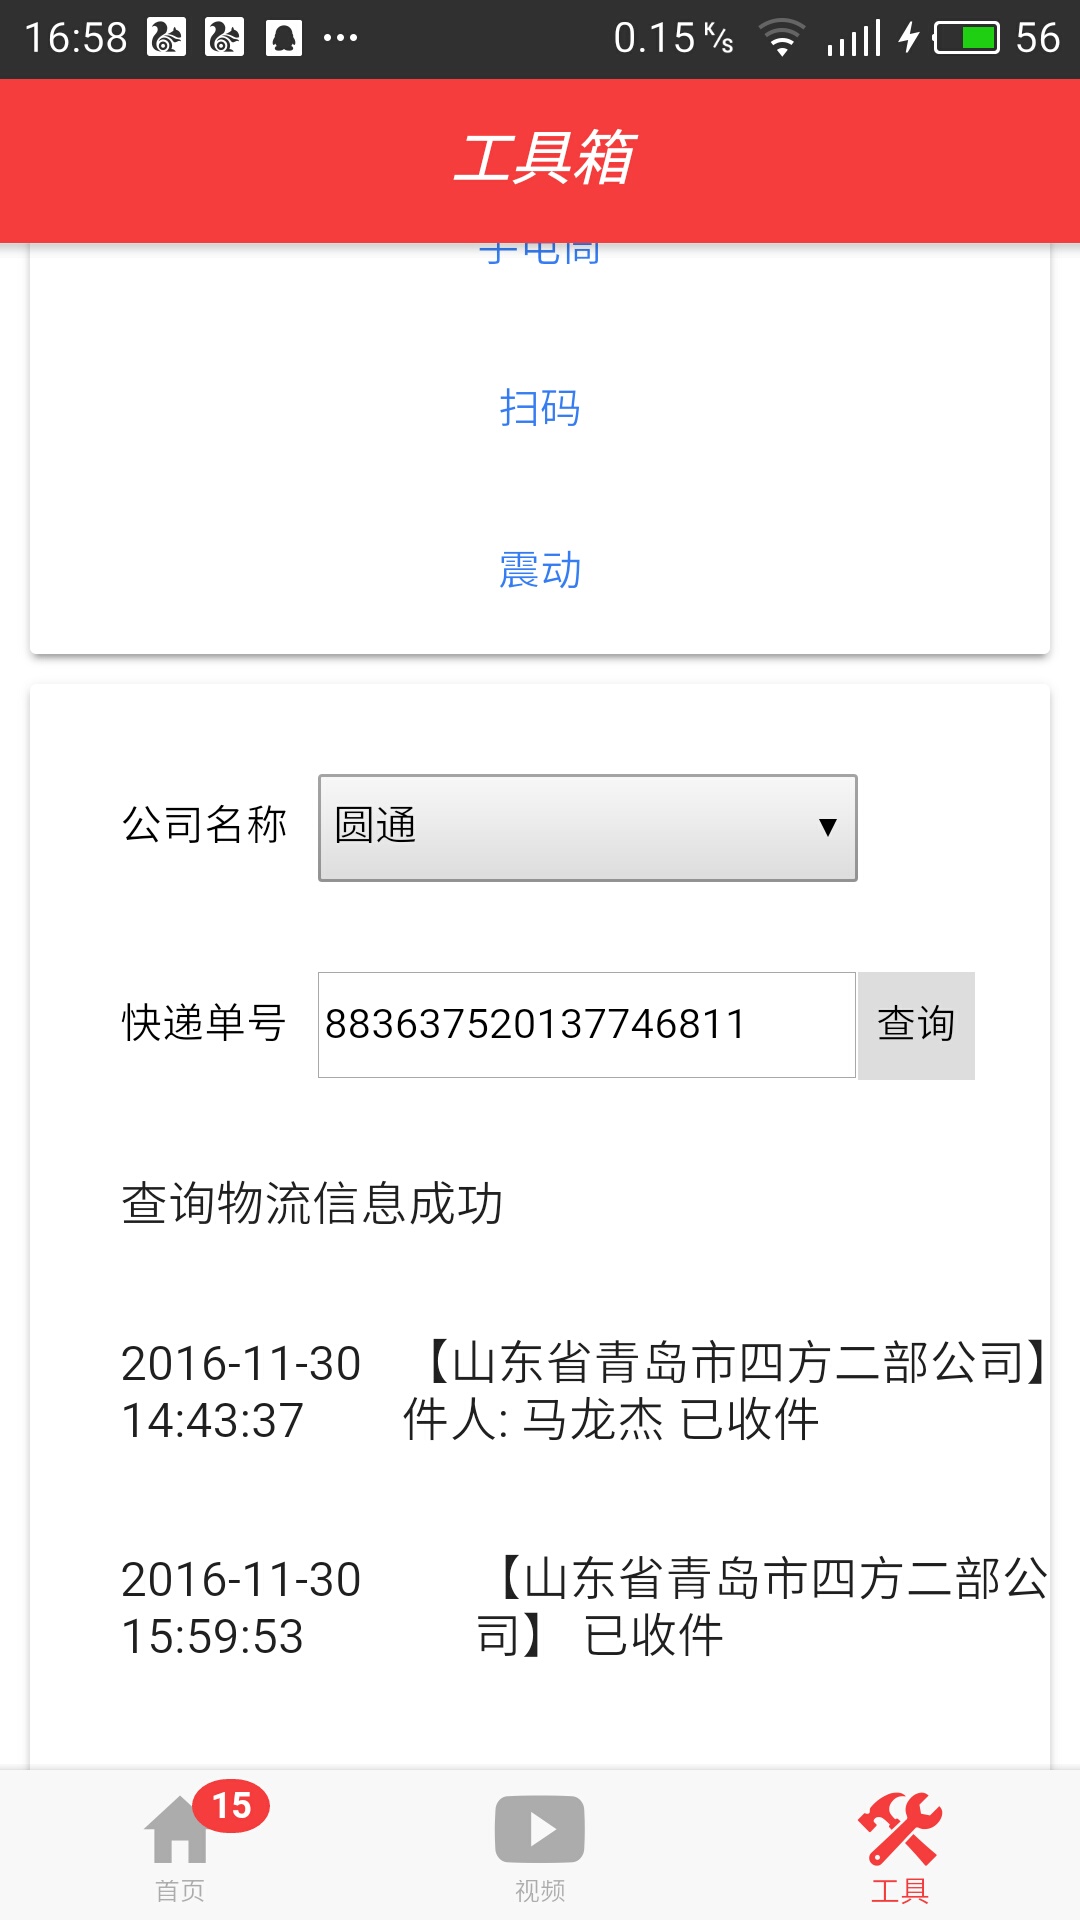 16:58 0.15 K/s 56
工具箱
手电筒
扫码
震动
公司名称 圆通
快递单号 883637520137746811 查询
查询物流信息成功
2016-11-30 【山东省青岛市四方二部公司】
14:43:37 件人: 马龙杰 已收件
2016-11-30 【山东省青岛市四方二部公
15:59:53 司】 已收件
15
首页 视频 工具